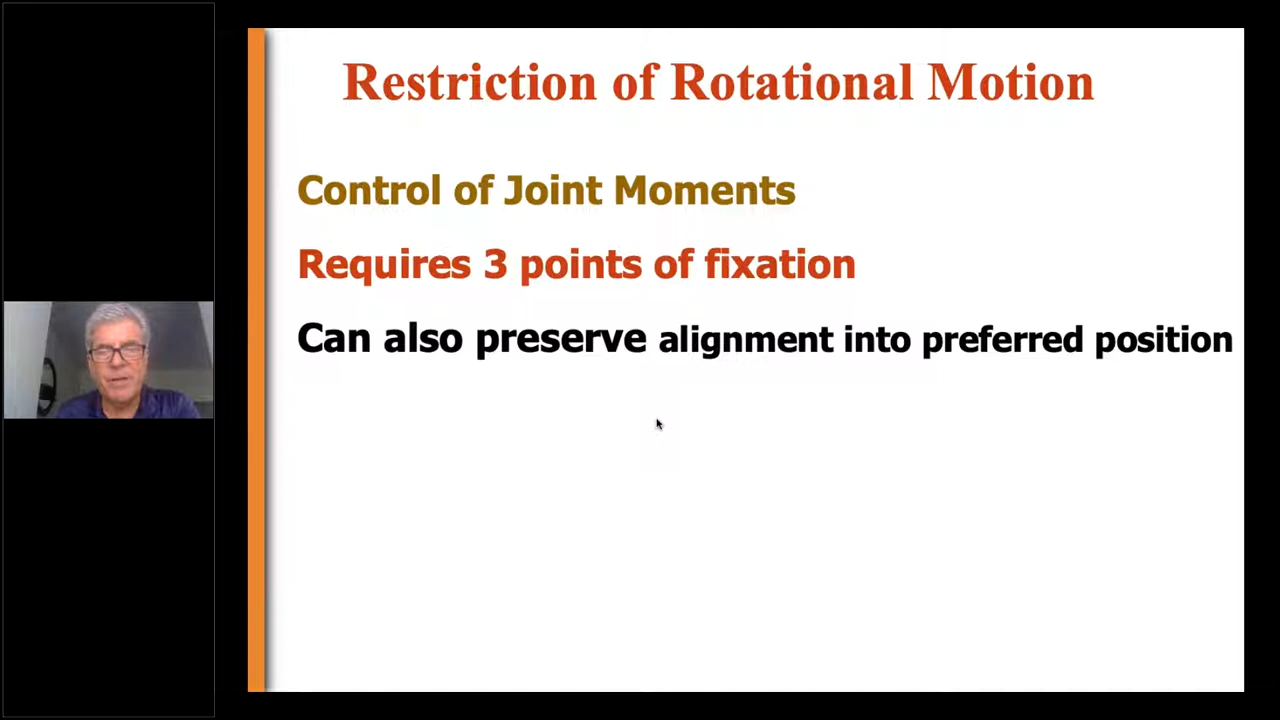 Restriction of Rotational Motion
Control of Joint Moments
Requires 3 points of fixation
Can also preserve alignment into preferred position